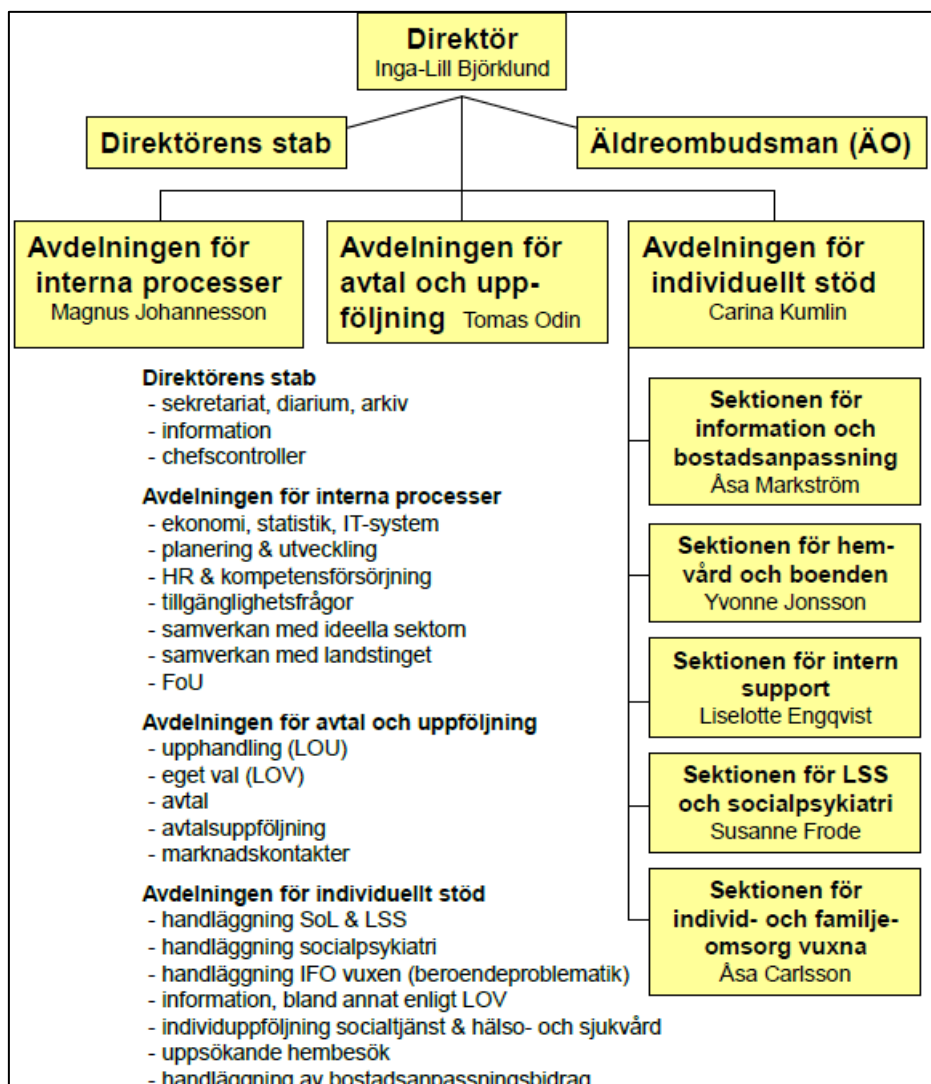 Direktör
Inga-Lill Björklund
Direktörens stab
Äldreombudsman (ÄO)
Avdelningen för
interna processer
Magnus Johannesson
Avdelningen för
avtal och upp-
följning Tomas Odin
Avdelningen för
individuellt stöd
Carina Kumlin
Direktörens stab
- sekretariat, diarium, arkiv
- information
- chefscontroller
Avdelningen för interna processer
- ekonomi, statistik, IT-system
- planering & utveckling
- HR & kompetensförsörjning
- tillgänglighetsfrågor
- samverkan med ideella sektorn
- samverkan med landstinget
- FoU
Avdelningen för avtal och uppföljning
- upphandling (LOU)
- eget val (LOV)
- avtal
- avtalsuppföljning
- marknadskontakter
Avdelningen för individuellt stöd
- handläggning SoL & LSS
- handläggning socialpsykiatri
- handläggning IFO vuxen (beroendeproblematik)
- information, bland annat enligt LOV
- individuppföljning socialtjänst & hälso- och sjukvård
- uppsökande hembesök
- handläggning av bostadsanpassningsbidrag
Sektionen för
information och
bostadsanpassning
Åsa Markström
Sektionen för hem-
vård och boenden
Yvonne Jonsson
Sektionen för intern
support
Liselotte Engqvist
Sektionen för LSS
och socialpsykiatri
Susanne Frode
Sektionen för
individ- och familje-
omsorg vuxna
Åsa Carlsson